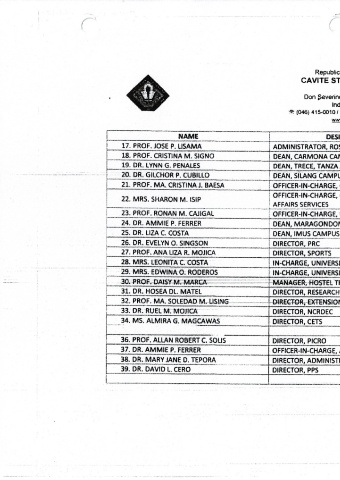 Republic
CAVITE ST
Don Severino
Ind
(046) 415-0010 /
www
NAME DESI
17. PROF. JOSE P. LISAMA ADMINISTRATOR, ROS
18. PROF. CRISTINA M. SIGNO DEAN, CARMONA CAM
19. DR. LYNN G. PENALES DEAN, TRECE, TANZA
20. DR. GILCHOR P. CUBILLO DEAN, SILANG CAMPU
21. PROF. MA. CRISTINA J. BAESA OFFICER-IN-CHARGE,
22. MRS. SHARON M. ISIP OFFICER-IN-CHARGE,
AFFAIRS SERVICES
23. PROF. RONAN M. CAJIGAL OFFICER-IN-CHARGE,
24. DR. AMMIE P. FERRER DEAN, MARAGONDON
25. DR. LIZA C. COSTA DEAN, IMUS CAMPUS
26. DR. EVELYN O. SINGSON DIRECTOR, PRC
27. PROF. ANA LIZA R. MOJICA DIRECTOR, SPORTS
28. MRS. LEONITA C. COSTA IN-CHARGE, UNIVERS
29. MRS. EDWINA O. RODEROS IN-CHARGE, UNIVERS
30. PROF. DAISY M. MARCA MANAGER, HOSTEL T
31. DR. HOSEA DL. MATEL DIRECTOR, RESEARCH
32. PROF. MA. SOLEDAD M. LISING DIRECTOR, EXTENSION
33. DR. RUEL M. MOJICA DIRECTOR, NCRDEC
34. MS. ALMIRA G. MAGCAWAS DIRECTOR, CETS
36. PROF. ALLAN ROBERT C. SOLIS DIRECTOR, PICRO
37. DR. AMMIE P. FERRER OFFICER-IN-CHARGE,
38. DR. MARY JANE D. TEPORA DIRECTOR, ADMINIST
39. DR. DAVID L. CERO DIRECTOR, PPS